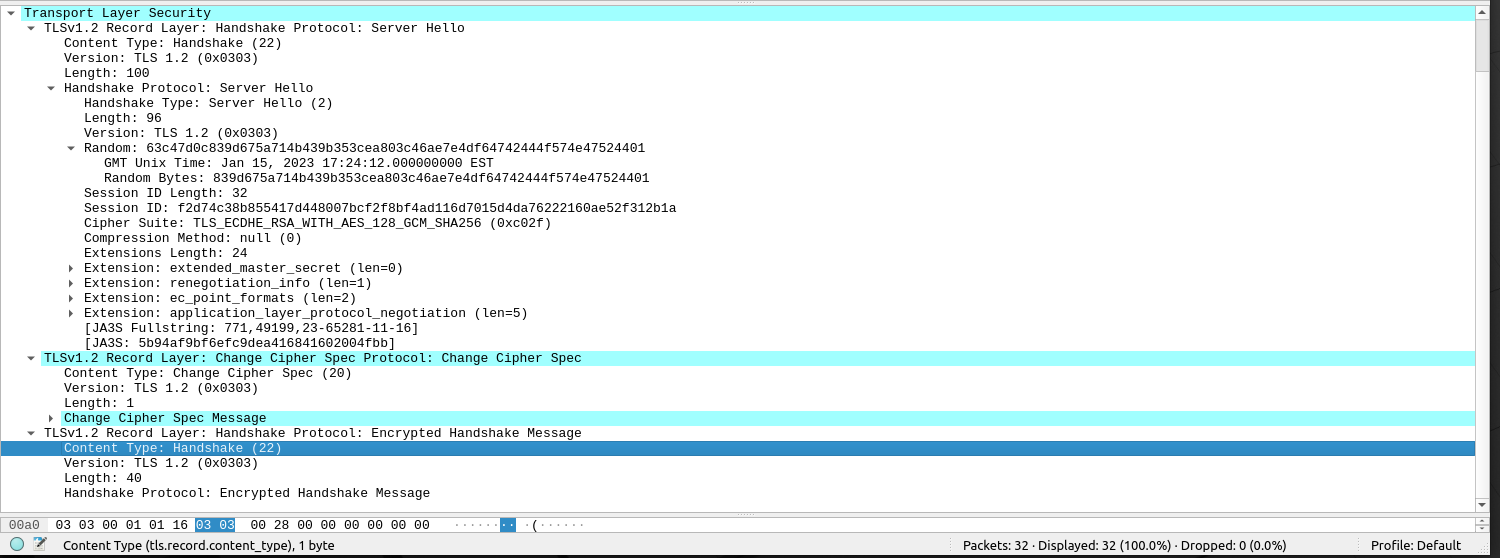 Transport Layer Security
TLSv1.2 Record Layer: Handshake Protocol: Server Hello
Content Type: Handshake (22)
Version: TLS 1.2 (0x0303)
Length: 100
Handshake Protocol: Server Hello
Handshake Type: Server Hello (2)
Length: 96
Version: TLS 1.2 (0x0303)
Random: 63c47d0c839d675a714b439b353cea803c46ae7e4df64742444f574e47524401
GMT Unix Time: Jan 15, 2023 17:24:12.000000000 EST
Random Bytes: 839d675a714b439b353cea803c46ae7e4df64742444f574e47524401
Session ID Length: 32
Session ID: f2d74c38b855417d448007bcf2f8bf4ad116d7015d4da76222160ae52f312b1a
Cipher Suite: TLS_ECDHE_RSA_WITH_AES_128_GCM_SHA256 (0xc02f)
Compression Method: null (0)
Extensions Length: 24
Extension: extended_master_secret (len=0)
Extension: renegotiation_info (len=1)
Extension: ec_point_formats (len=2)
Extension: application_layer_protocol_negotiation (len=5)
[JA3S Fullstring: 771,49199,23-65281-11-16]
[JA3S: 5b94af9bf6efc9dea416841602004fbb]
TLSv1.2 Record Layer: Change Cipher Spec Protocol: Change Cipher Spec
Content Type: Change Cipher Spec (20)
Version: TLS 1.2 (0x0303)
Length: 1
Change Cipher Spec Message
TLSv1.2 Record Layer: Handshake Protocol: Encrypted Handshake Message
Content Type: Handshake (22)
Version: TLS 1.2 (0x0303)
Length: 40
Handshake Protocol: Encrypted Handshake Message
00a0 03 03 00 01 01 16 03 03 00 28 00 00 00 00 00 00 ········ ·(······
Content Type (tls.record.content_type), 1 byte Packets: 32 · Displayed: 32 (100.0%) · Dropped: 0 (0.0%) Profile: Default